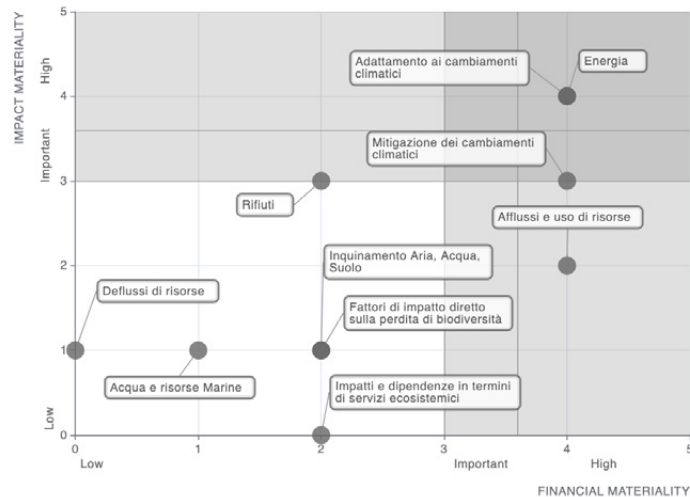 IMPACT MATERIALITY
5
High
4
Important
3
2
1
Low
0
Adattamento ai cambiamenti
climatici
Energia
Mitigazione dei cambiamenti
climatici
Rifiuti
Afflussi e uso di risorse
Inquinamento Aria, Acqua,
Suolo
Deflussi di risorse
Fattori di impatto diretto
sulla perdita di biodiversità
Acqua e risorse Marine
Impatti e dipendenze in termini
di servizi ecosistemici
0 1 2 3 4 5
Low Important High
FINANCIAL MATERIALITY